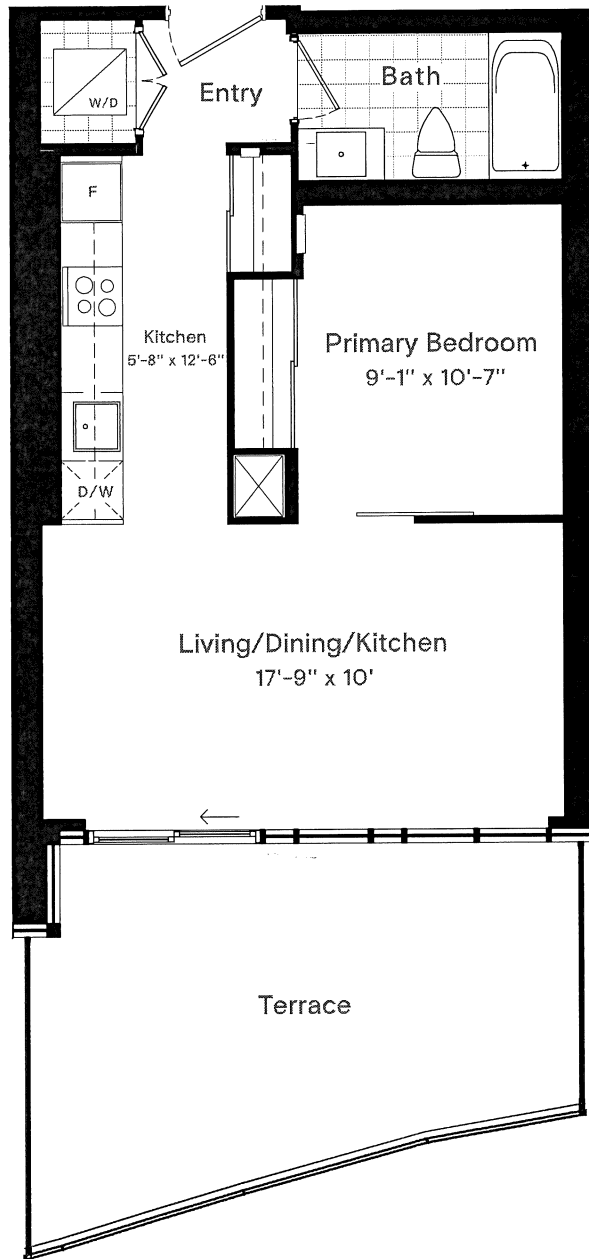 W/D
Entry
Bath
F
Kitchen
5'-8" x 12'-6"
Primary Bedroom
9'-1" x 10'-7"
D/W
Living/Dining/Kitchen
17'-9" x 10'
Terrace